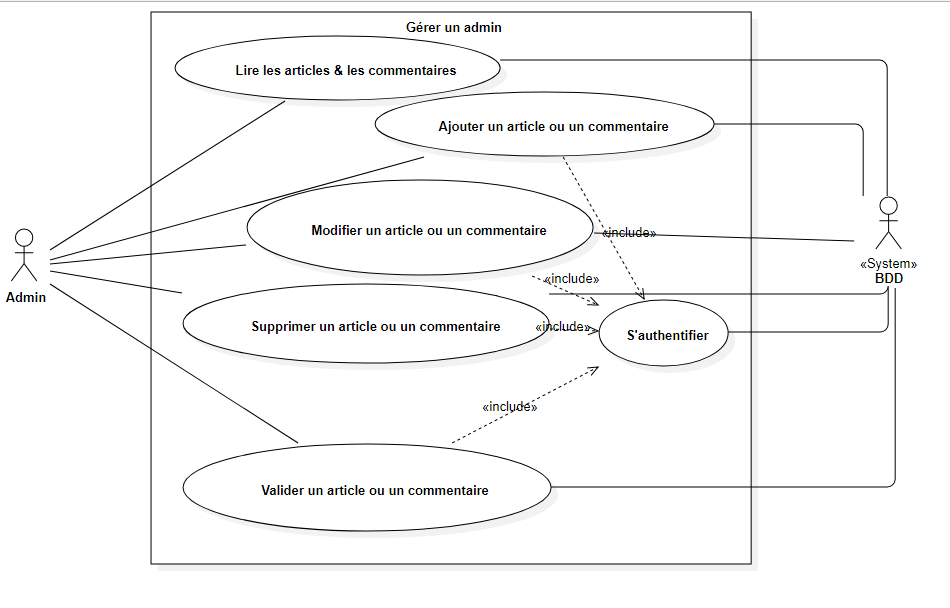 Gérer un admin
Lire les articles & les commentaires
Ajouter un article ou un commentaire
Modifier un article ou un commentaire
«include»
«System»
BDD
«include»
Admin
Supprimer un article ou un commentaire
«include»
S'authentifier
«include»
Valider un article ou un commentaire